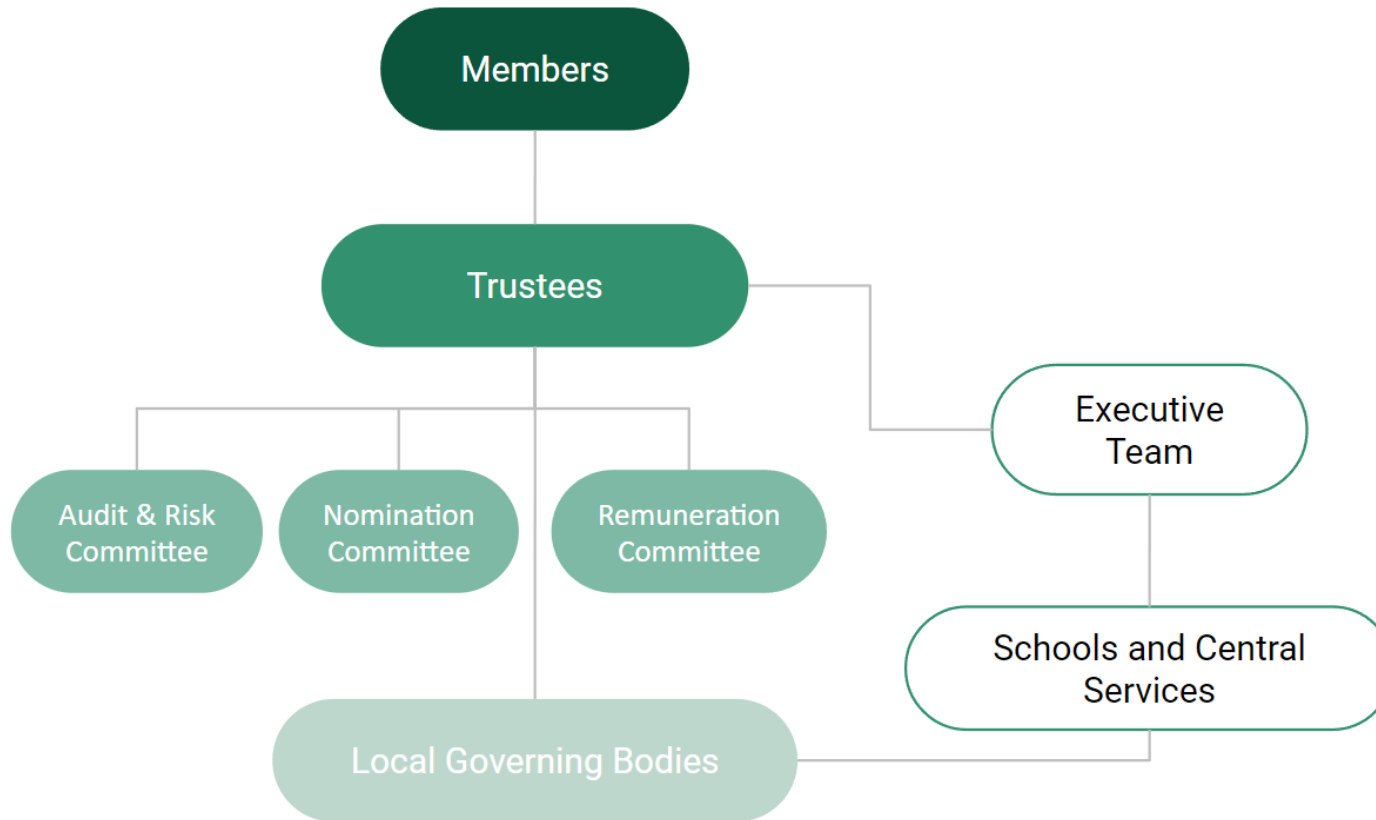 Members
Trustees
Executive
Team
Audit & Risk
Committee
Nomination
Committee
Remuneration
Committee
Schools and Central
Services
Local Governing Bodies